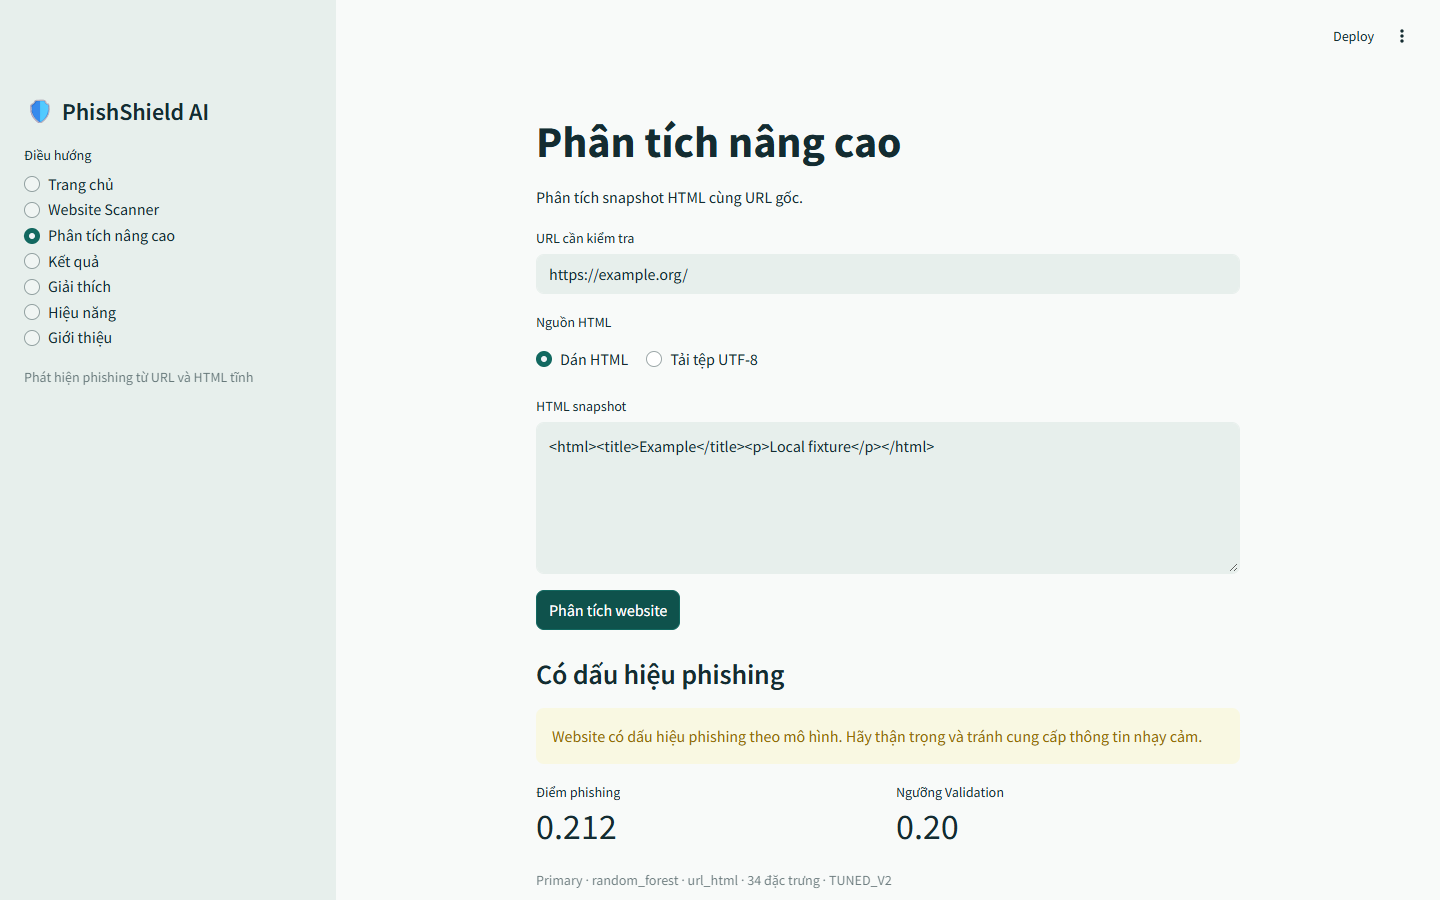 Deploy
PhishShield AI
Điều hướng
Trang chủ
Website Scanner
Phân tích nâng cao
Kết quả
Giải thích
Hiệu năng
Giới thiệu
Phát hiện phishing từ URL và HTML tĩnh
Phân tích nâng cao
Phân tích snapshot HTML cùng URL gốc.
URL cần kiểm tra
https://example.org/
Nguồn HTML
Dán HTML
Tải tệp UTF-8
HTML snapshot
<html><title>Example</title><p>Local fixture</p></html>
Phân tích website
Có dấu hiệu phishing
Website có dấu hiệu phishing theo mô hình. Hãy thận trọng và tránh cung cấp thông tin nhạy cảm.
Điểm phishing
0.212
Ngưỡng Validation
0.20
Primary · random_forest · url_html · 34 đặc trưng · TUNED_V2